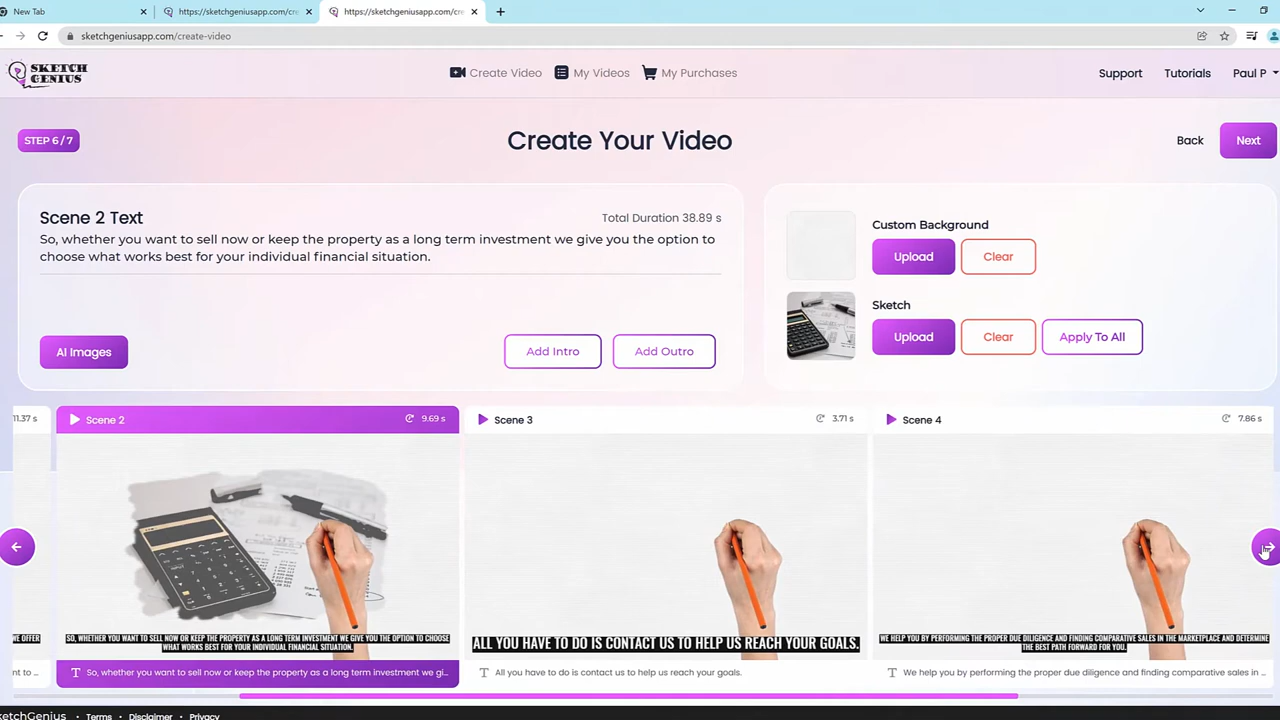 New Tab
https://sketchgeniusapp.com/cre
https://sketchgeniusapp.com/cre
sketchgeniusapp.com/create-video
SKETCH
GENIUS
Create Video
My Videos
My Purchases
Support
Tutorials
Paul P
STEP 6 / 7
Create Your Video
Back
Next
Scene 2 Text
Total Duration 38.89 s
So, whether you want to sell now or keep the property as a long term investment we give you the option to
choose what works best for your individual financial situation.
AI Images
Add Intro
Add Outro
Custom Background
Upload
Clear
Sketch
Upload
Clear
Apply To All
11.37 s
Scene 2
9.69 s
Scene 3
3.71 s
Scene 4
7.86 s
WE OFFER
SO, WHETHER YOU WANT TO SELL NOW OR KEEP THE PROPERTY AS A LONG TERM INVESTMENT WE GIVE YOU THE OPTION TO CHOOSE
WHAT WORKS BEST FOR YOUR INDIVIDUAL FINANCIAL SITUATION.
ALL YOU HAVE TO DO IS CONTACT US TO HELP US REACH YOUR GOALS.
WE HELP YOU BY PERFORMING THE PROPER DUE DILIGENCE AND FINDING COMPARATIVE SALES IN THE MARKETPLACE AND DETERMINE
THE BEST PATH FORWARD FOR YOU.
nt to ...
So, whether you want to sell now or keep the property as a long term investment we gi...
All you have to do is contact us to help us reach your goals.
We help you by performing the proper due diligence and finding comparative sales in ...
ketchGenius
Terms
Disclaimer
Privacy